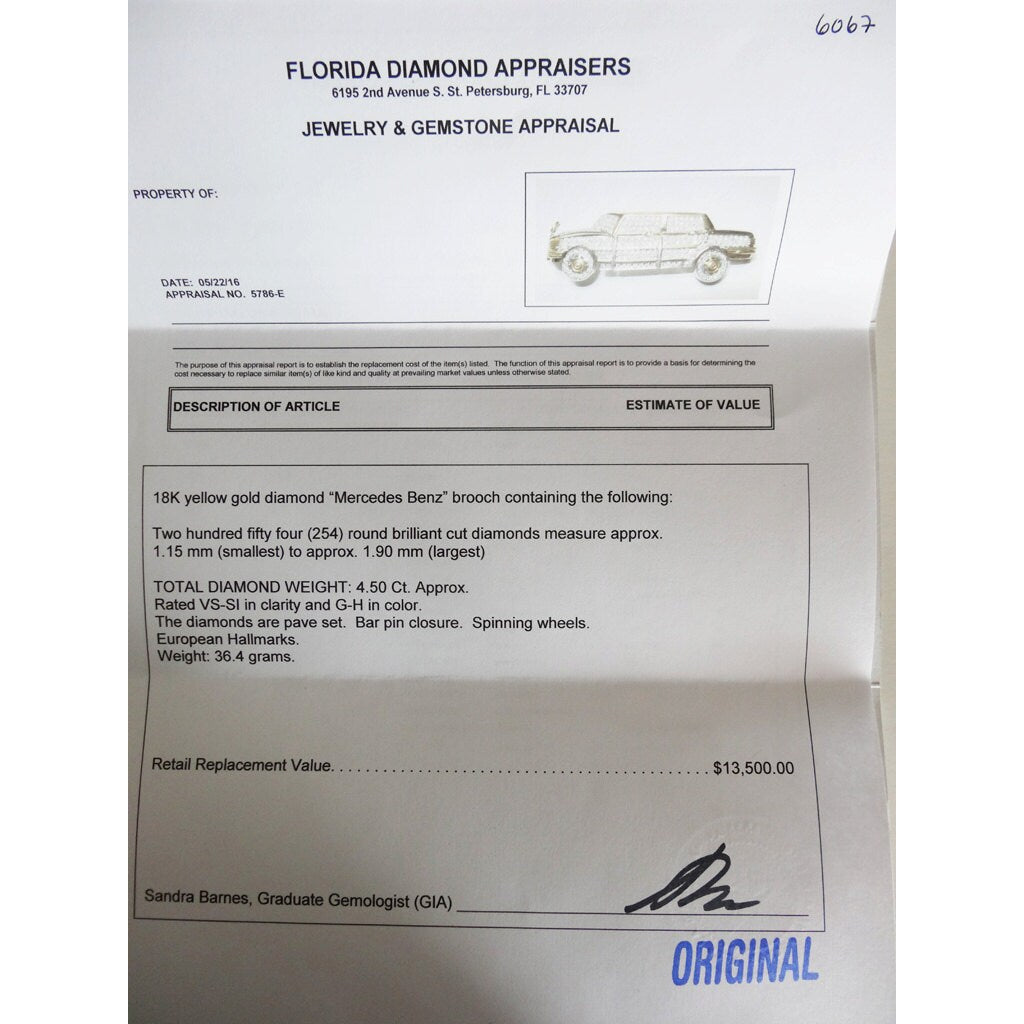 6067
FLORIDA DIAMOND APPRAISERS
6195 2nd Avenue S. St. Petersburg, FL 33707
JEWELRY & GEMSTONE APPRAISAL
PROPERTY OF:
DATE: 05/22/16
APPRAISAL NO. 5786-E
The purpose of this appraisal report is to establish the replacement cost of the item(s) listed. The function of this appraisal report is to provide a basis for determining the
cost necessary to replace similar item(s) of like kind and quality at prevailing market values unless otherwise stated.
DESCRIPTION OF ARTICLE ESTIMATE OF VALUE
18K yellow gold diamond “Mercedes Benz” brooch containing the following:
Two hundred fifty four (254) round brilliant cut diamonds measure approx.
1.15 mm (smallest) to approx. 1.90 mm (largest)
TOTAL DIAMOND WEIGHT: 4.50 Ct. Approx.
Rated VS-SI in clarity and G-H in color.
The diamonds are pave set. Bar pin closure. Spinning wheels.
European Hallmarks.
Weight: 36.4 grams.
Retail Replacement Value. . . . . . . . . . . . . . . . . . . . . . . . . . . . . . . . . . . . . . . . . . . . $13,500.00
Sandra Barnes, Graduate Gemologist (GIA)
ORIGINAL